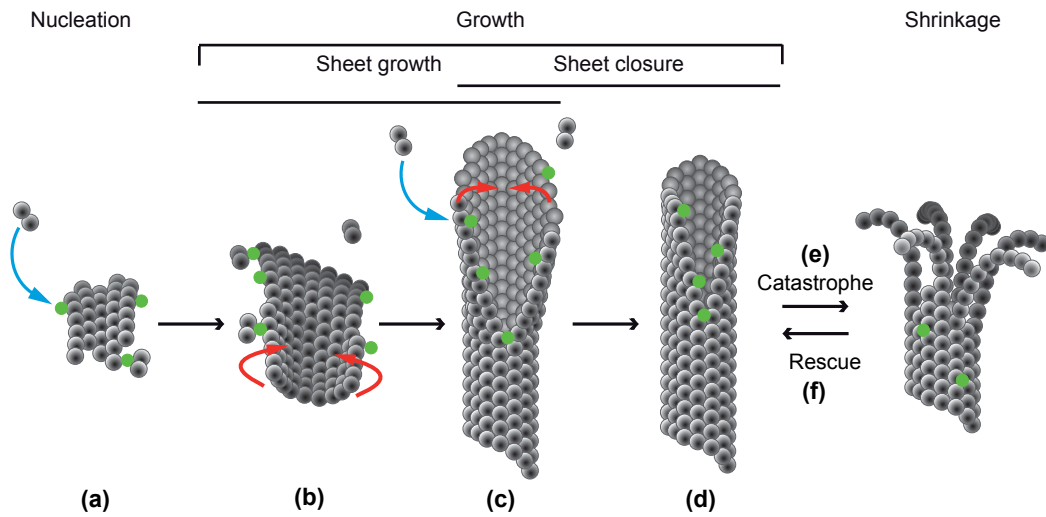 Nucleation
Growth
Shrinkage
Sheet growth
Sheet closure
(e)
Catastrophe
Rescue
(f)
(a)
(b)
(c)
(d)